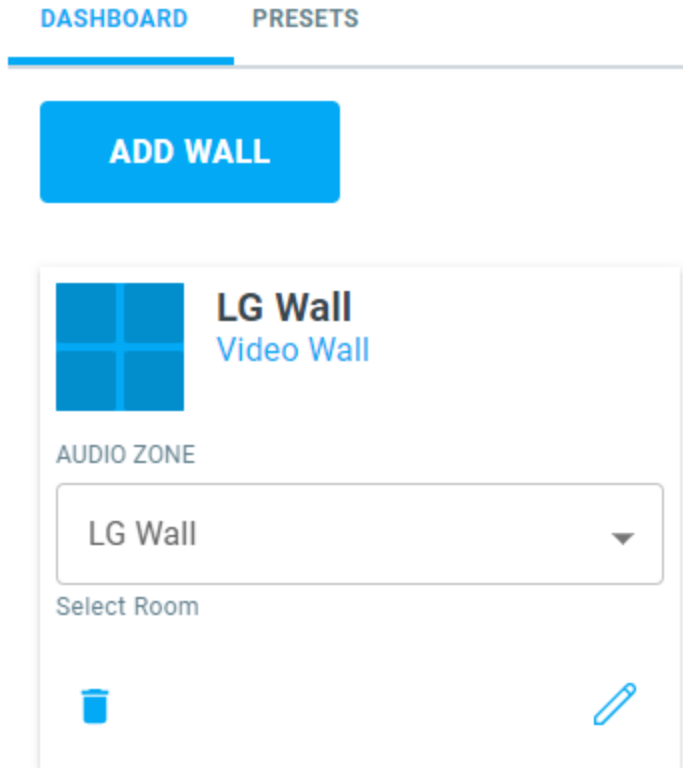 DASHBOARD PRESETS
ADD WALL
LG Wall
Video Wall
AUDIO ZONE
LG Wall
Select Room